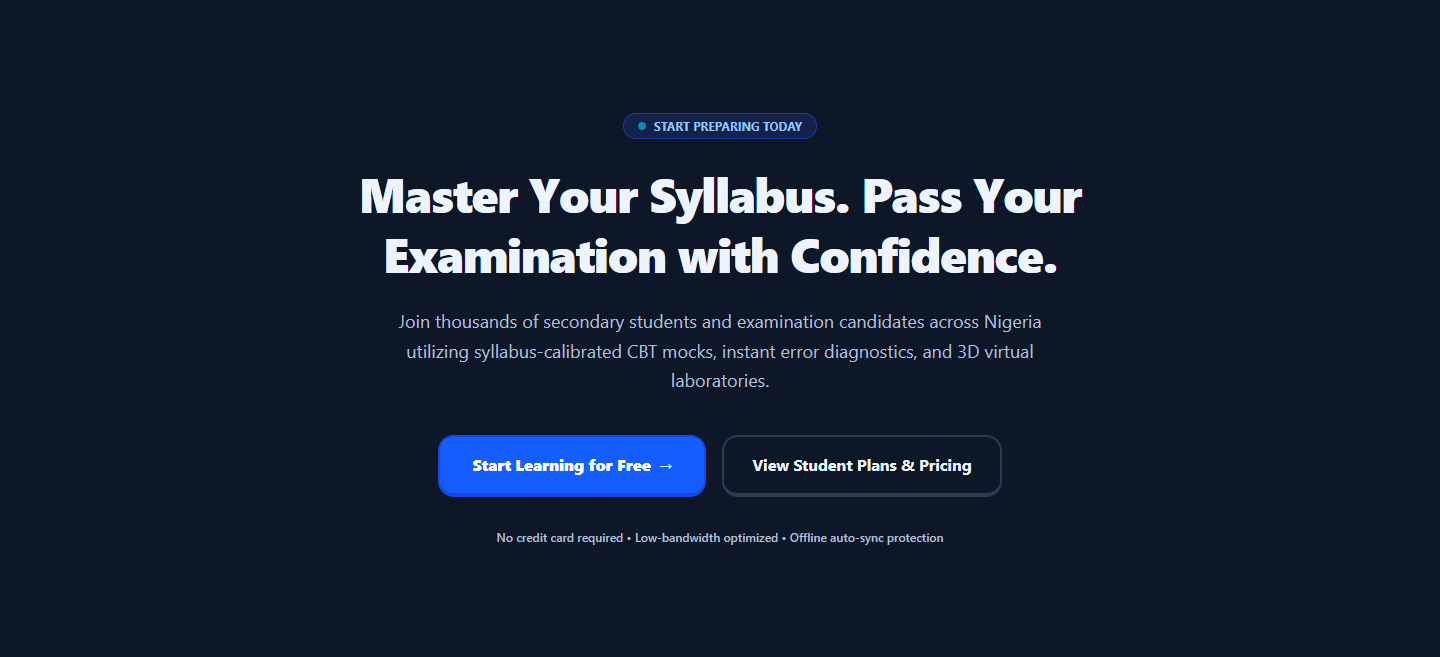 START PREPARING TODAY
Master Your Syllabus. Pass Your
Examination with Confidence.
Join thousands of secondary students and examination candidates across Nigeria
utilizing syllabus-calibrated CBT mocks, instant error diagnostics, and 3D virtual
laboratories.
Start Learning for Free →
View Student Plans & Pricing
No credit card required • Low-bandwidth optimized • Offline auto-sync protection